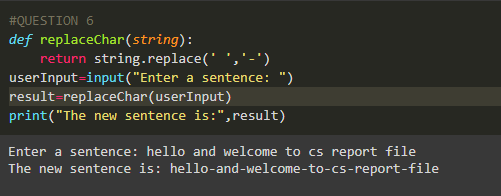 #QUESTION 6
def replaceChar(string):
    return string.replace(' ','-')
userInput=input("Enter a sentence: ")
result=replaceChar(userInput)
print("The new sentence is:",result)
Enter a sentence: hello and welcome to cs report file
The new sentence is: hello-and-welcome-to-cs-report-file